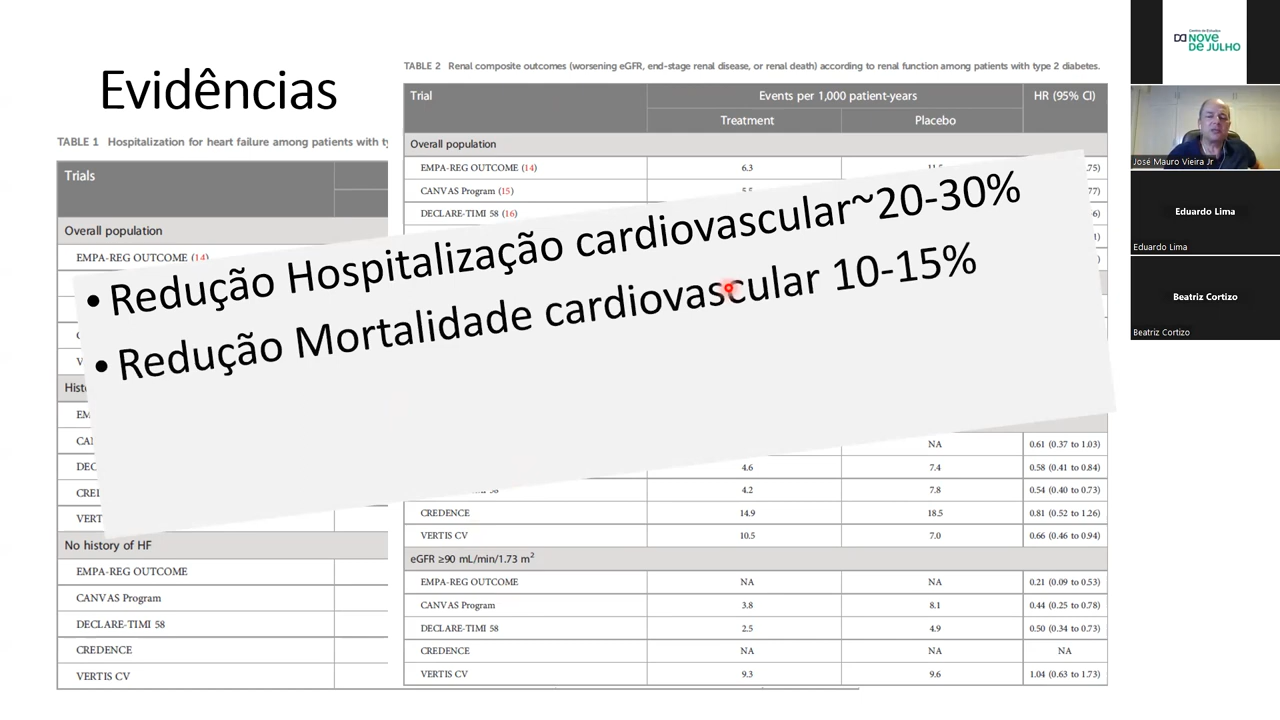 Evidências
TABLE 1 Hospitalization for heart failure among patients with ty
Trials
Overall population
EMPA-REG OUTCOME (14)
No history of HF
EMPA-REG OUTCOME
CANVAS Program
DECLARE-TIMI 58
CREDENCE
VERTIS CV
TABLE 2 Renal composite outcomes (worsening eGFR, end-stage renal disease, or renal death) according to renal function among patients with type 2 diabetes.
Trial Events per 1,000 patient-years HR (95% CI)
Treatment Placebo
Overall population
EMPA-REG OUTCOME (14) 6.3
CANVAS Program (15)
DECLARE-TIMI 58 (16)
• Redução Hospitalização cardiovascular~20-30%
• Redução Mortalidade cardiovascular 10-15%
NA 0.61 (0.37 to 1.03)
4.6 7.4 0.58 (0.41 to 0.84)
4.2 7.8 0.54 (0.40 to 0.73)
CREDENCE 14.9 18.5 0.81 (0.52 to 1.26)
VERTIS CV 10.5 7.0 0.66 (0.46 to 0.94)
eGFR ≥90 mL/min/1.73 m²
EMPA-REG OUTCOME NA NA 0.21 (0.09 to 0.53)
CANVAS Program 3.8 8.1 0.44 (0.25 to 0.78)
DECLARE-TIMI 58 2.5 4.9 0.50 (0.34 to 0.73)
CREDENCE NA NA NA
VERTIS CV 9.3 9.6 1.04 (0.63 to 1.73)
Centro de Estudos
NOVE
DE JULHO
José Mauro Vieira Jr
Eduardo Lima
Eduardo Lima
Beatriz Cortizo
Beatriz Cortizo